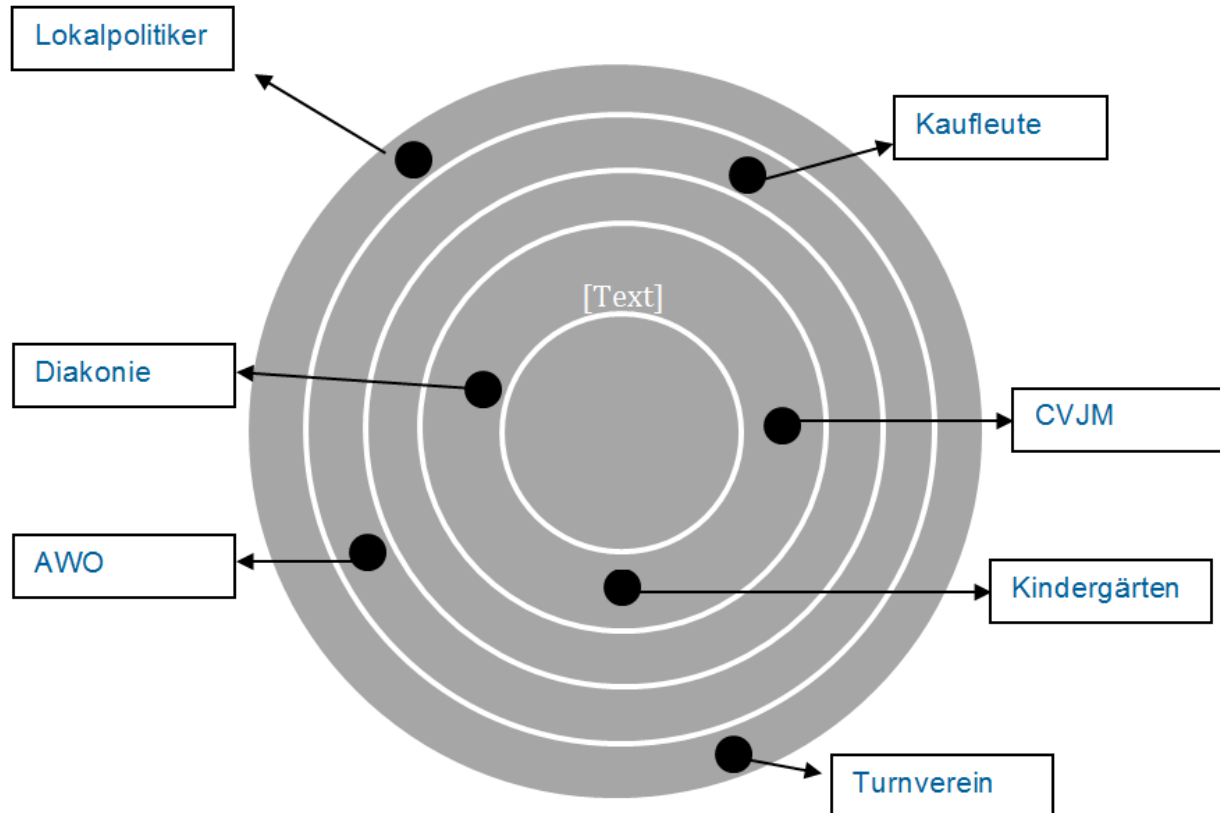 Lokalpolitiker
Kaufleute
[Text]
Diakonie
CVJM
AWO
Kindergärten
Turnverein